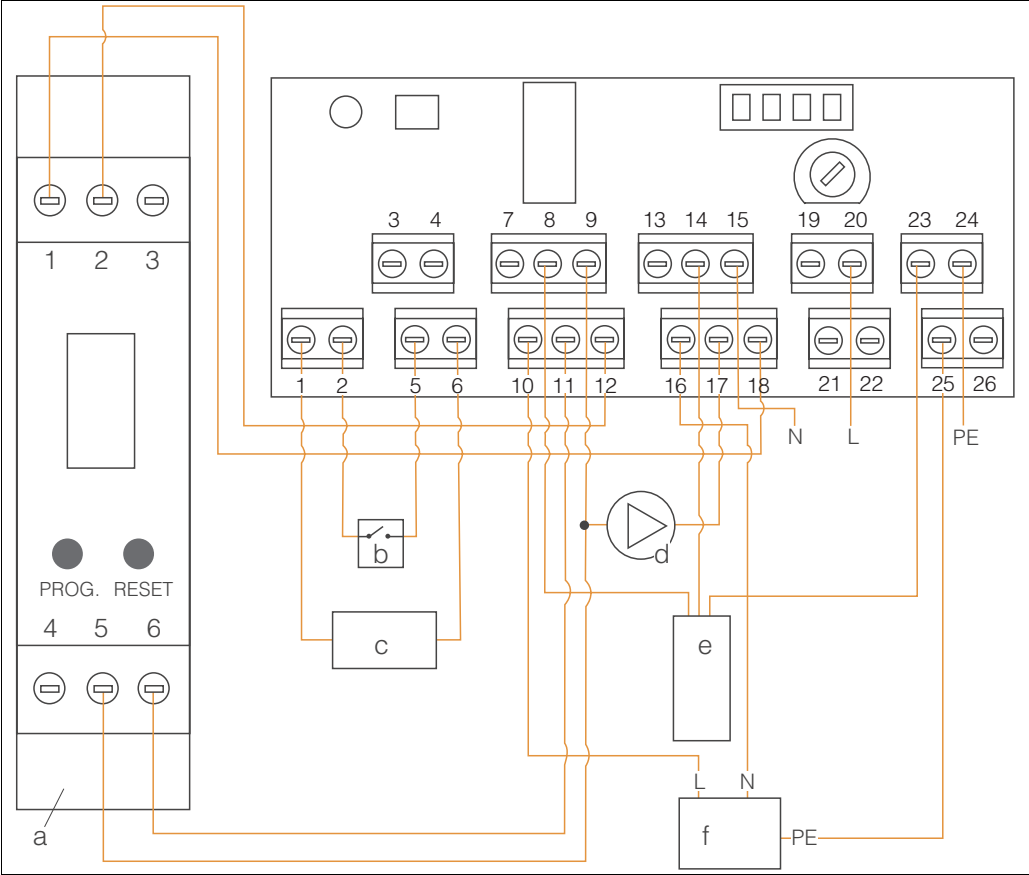 3 4 7 8 9 13 14 15 19 20 23 24
1 2 3
1 2 5 6 10 11 12 16 17 18 21 22 25 26
N L PE
b d
PROG. RESET
4 5 6
c e
L N
a f PE